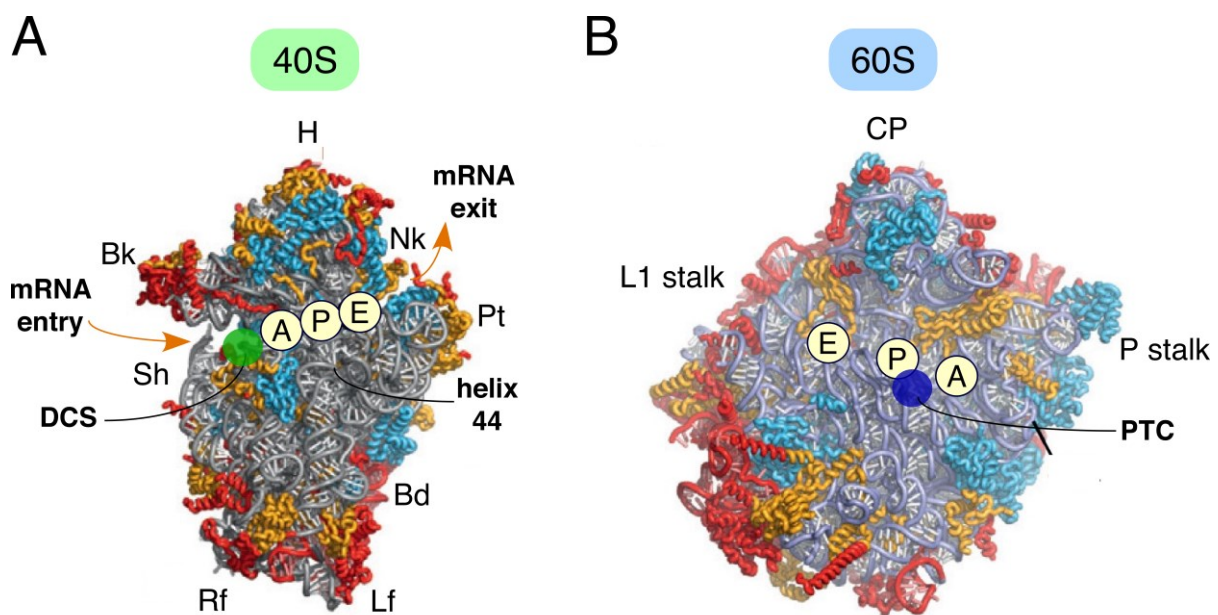 A
40S
H
mRNA
exit
Nk
Bk
mRNA
entry
A
P
E
Pt
Sh
DCS
helix
44
Bd
Rf
Lf
B
60S
CP
L1 stalk
E
P
A
P stalk
PTC